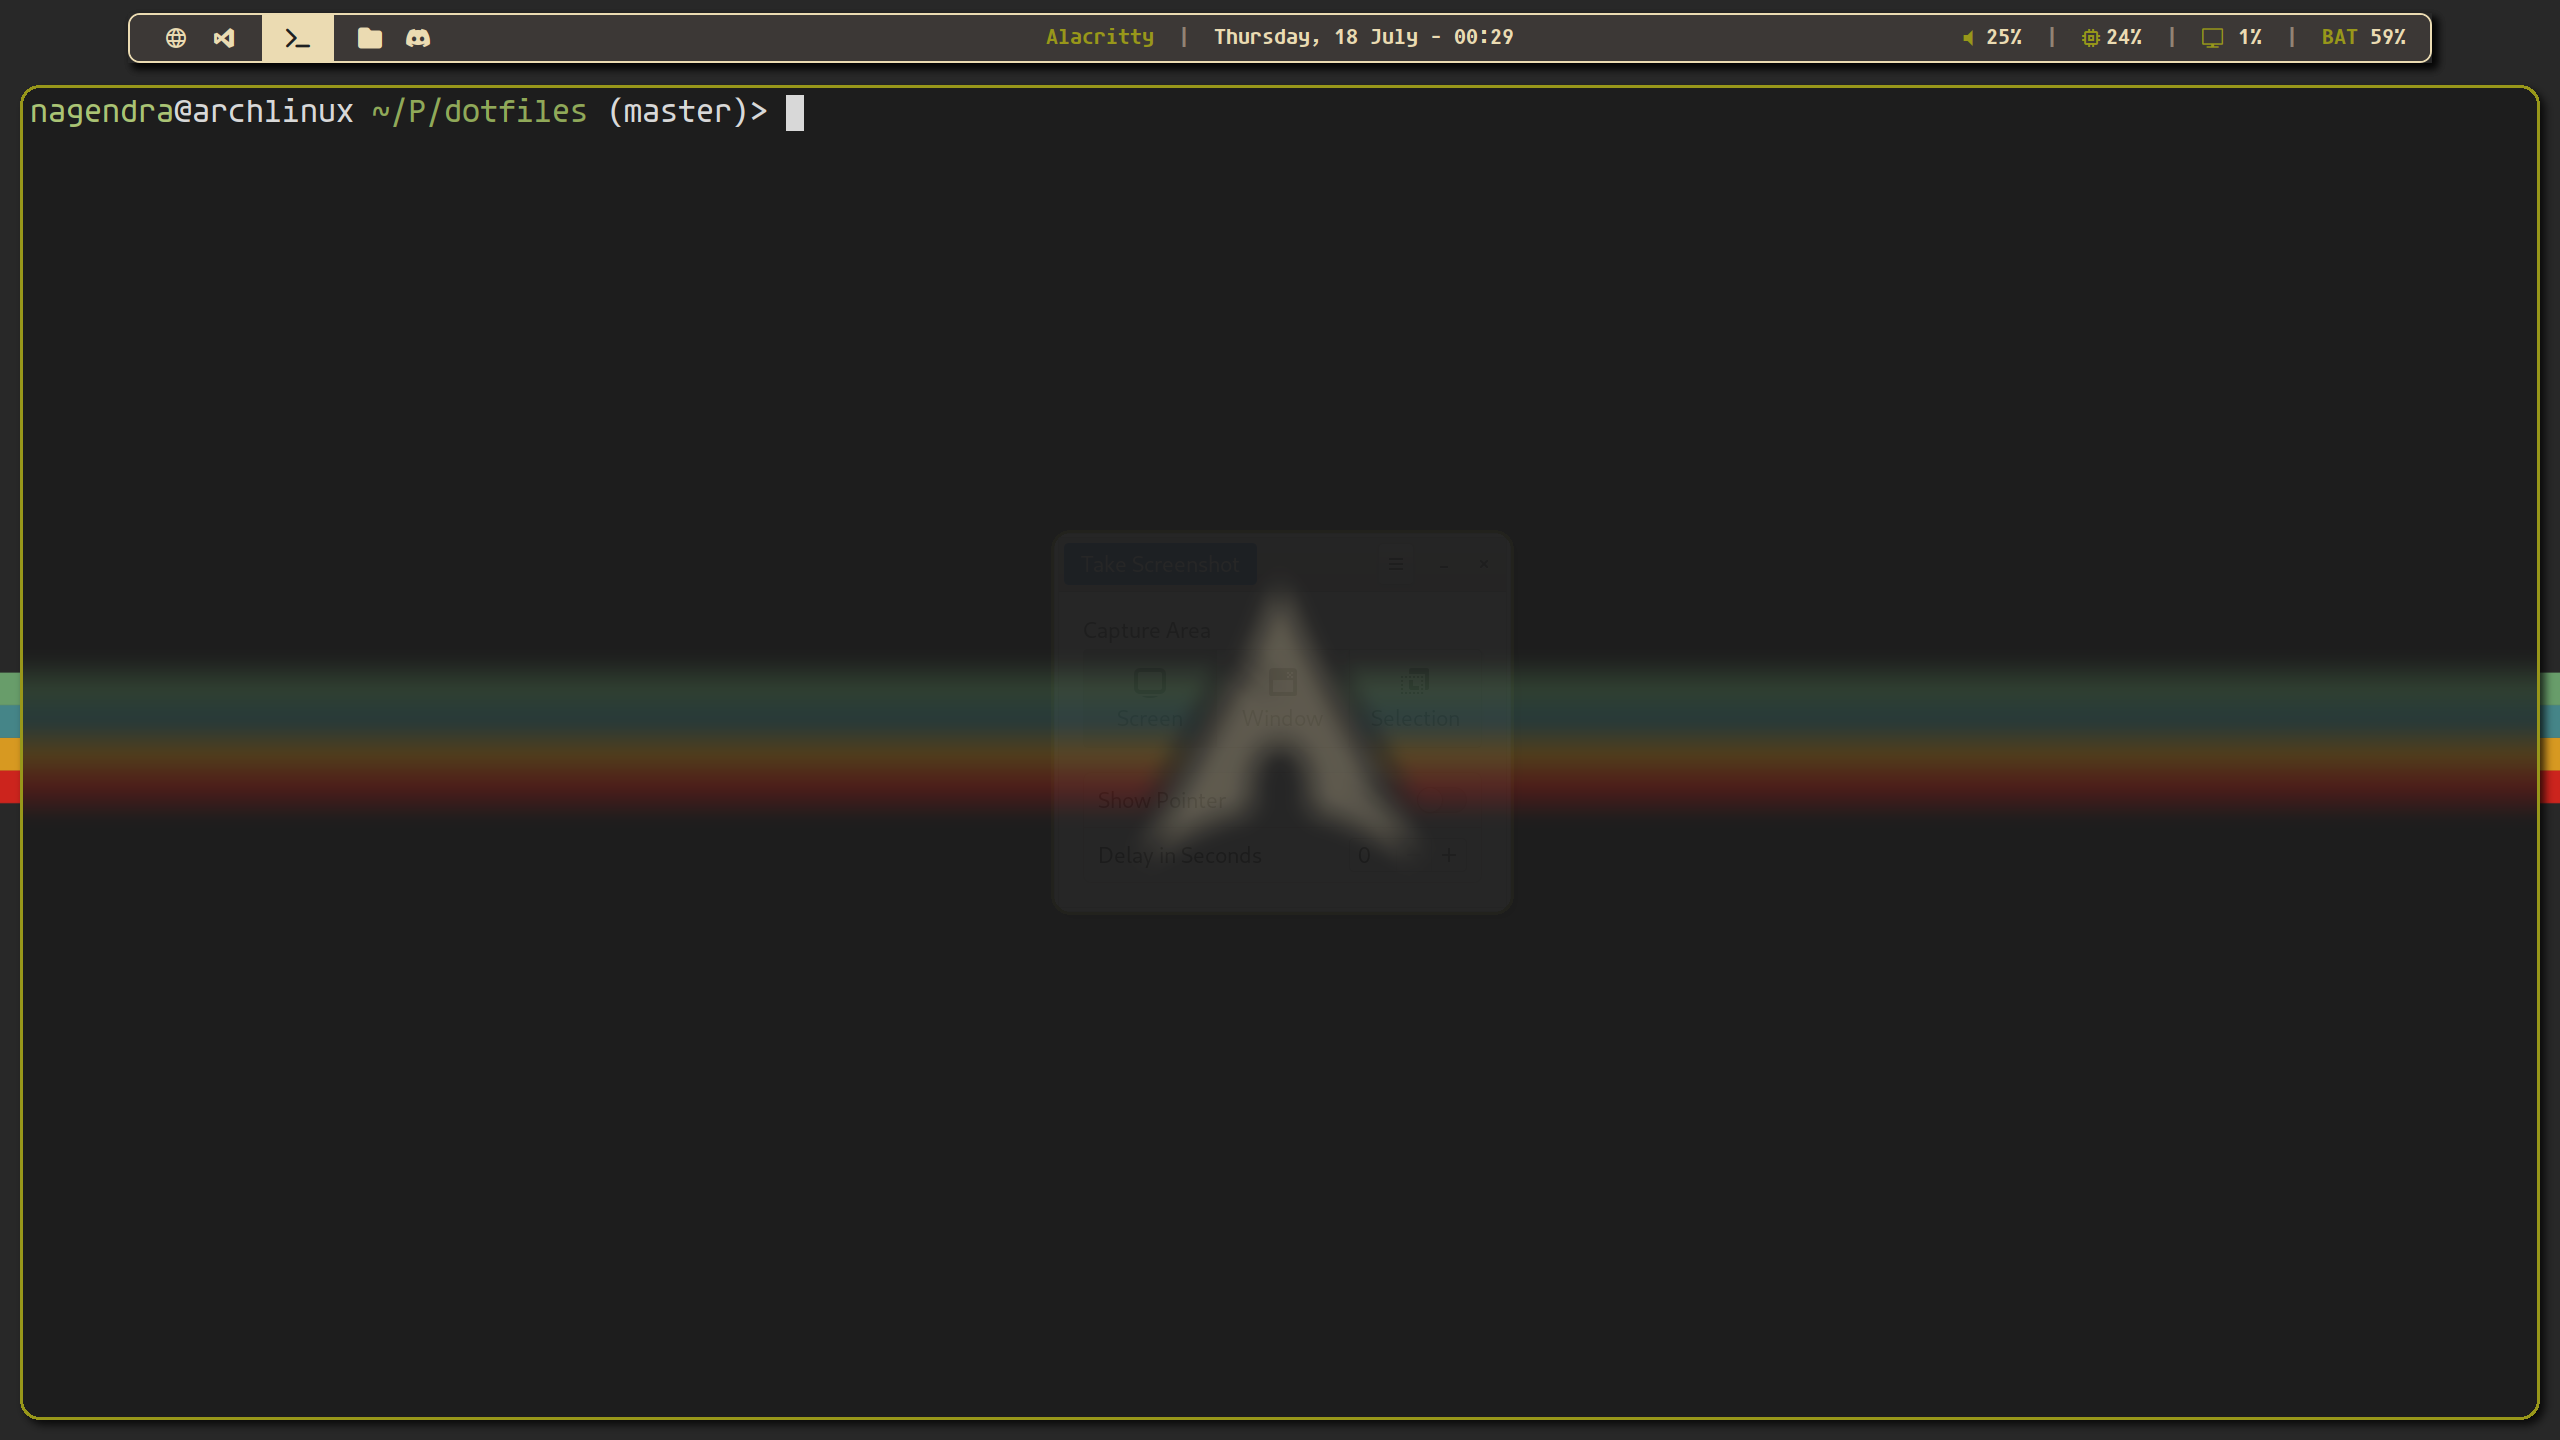 Alacritty | Thursday, 18 July - 00:29
25% | 24% | 1% | BAT 59%
nagendra@archlinux ~/P/dotfiles (master)>
Take Screenshot
Capture Area
Screen Window Selection
Show Pointer
Delay in Seconds 0 +